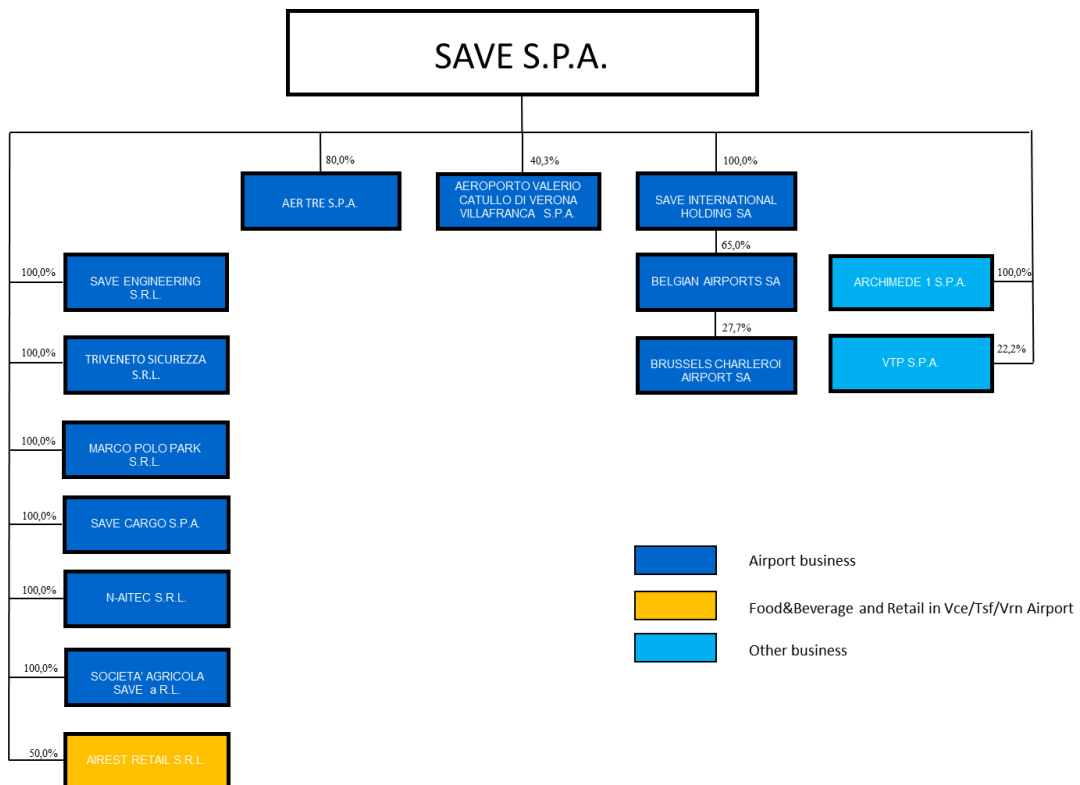 SAVE S.P.A.
80,0%
40,3%
100,0%
AER TRE S.P.A.
AEROPORTO VALERIO
CATULLO DI VERONA
VILLAFRANCA S.P.A.
SAVE INTERNATIONAL
HOLDING SA
65,0%
100,0%
SAVE ENGINEERING
S.R.L.
BELGIAN AIRPORTS SA
ARCHIMEDE 1 S.P.A.
100,0%
27,7%
100,0%
TRIVENETO SICUREZZA
S.R.L.
BRUSSELS CHARLEROI
AIRPORT SA
VTP S.P.A.
22,2%
100,0%
MARCO POLO PARK
S.R.L.
100,0%
SAVE CARGO S.P.A.
100,0%
N-AITEC S.R.L.
100,0%
SOCIETA' AGRICOLA
SAVE a R.L.
50,0%
AIREST RETAIL S.R.L.
Airport business
Food&Beverage and Retail in Vce/Tsf/Vrn Airport
Other business